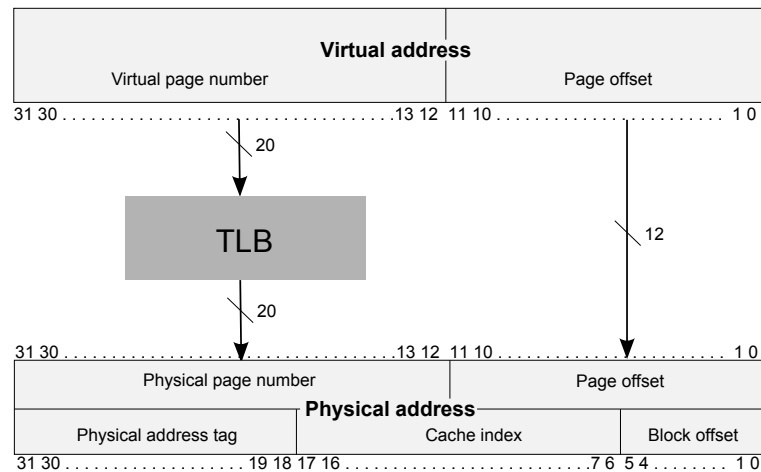 Virtual address
Virtual page number Page offset
31 30 . . . . . . . . . . . . . . . . . . . . . . . . . . . . . . . . . . 13 12 11 10 . . . . . . . . . . . . . . . . . . . . . . . 1 0
20
TLB
12
20
31 30 . . . . . . . . . . . . . . . . . . . . . . . . . . . . . . . . . . 13 12 11 10 . . . . . . . . . . . . . . . . . . . . . . . 1 0
Physical page number Page offset
Physical address
Physical address tag Cache index Block offset
31 30 . . . . . . . . . . . . . . . . . . . 19 18 17 16 . . . . . . . . . . . . . . . . . . . . . . . . . . 7 6 5 4 . . . . . . . . 1 0